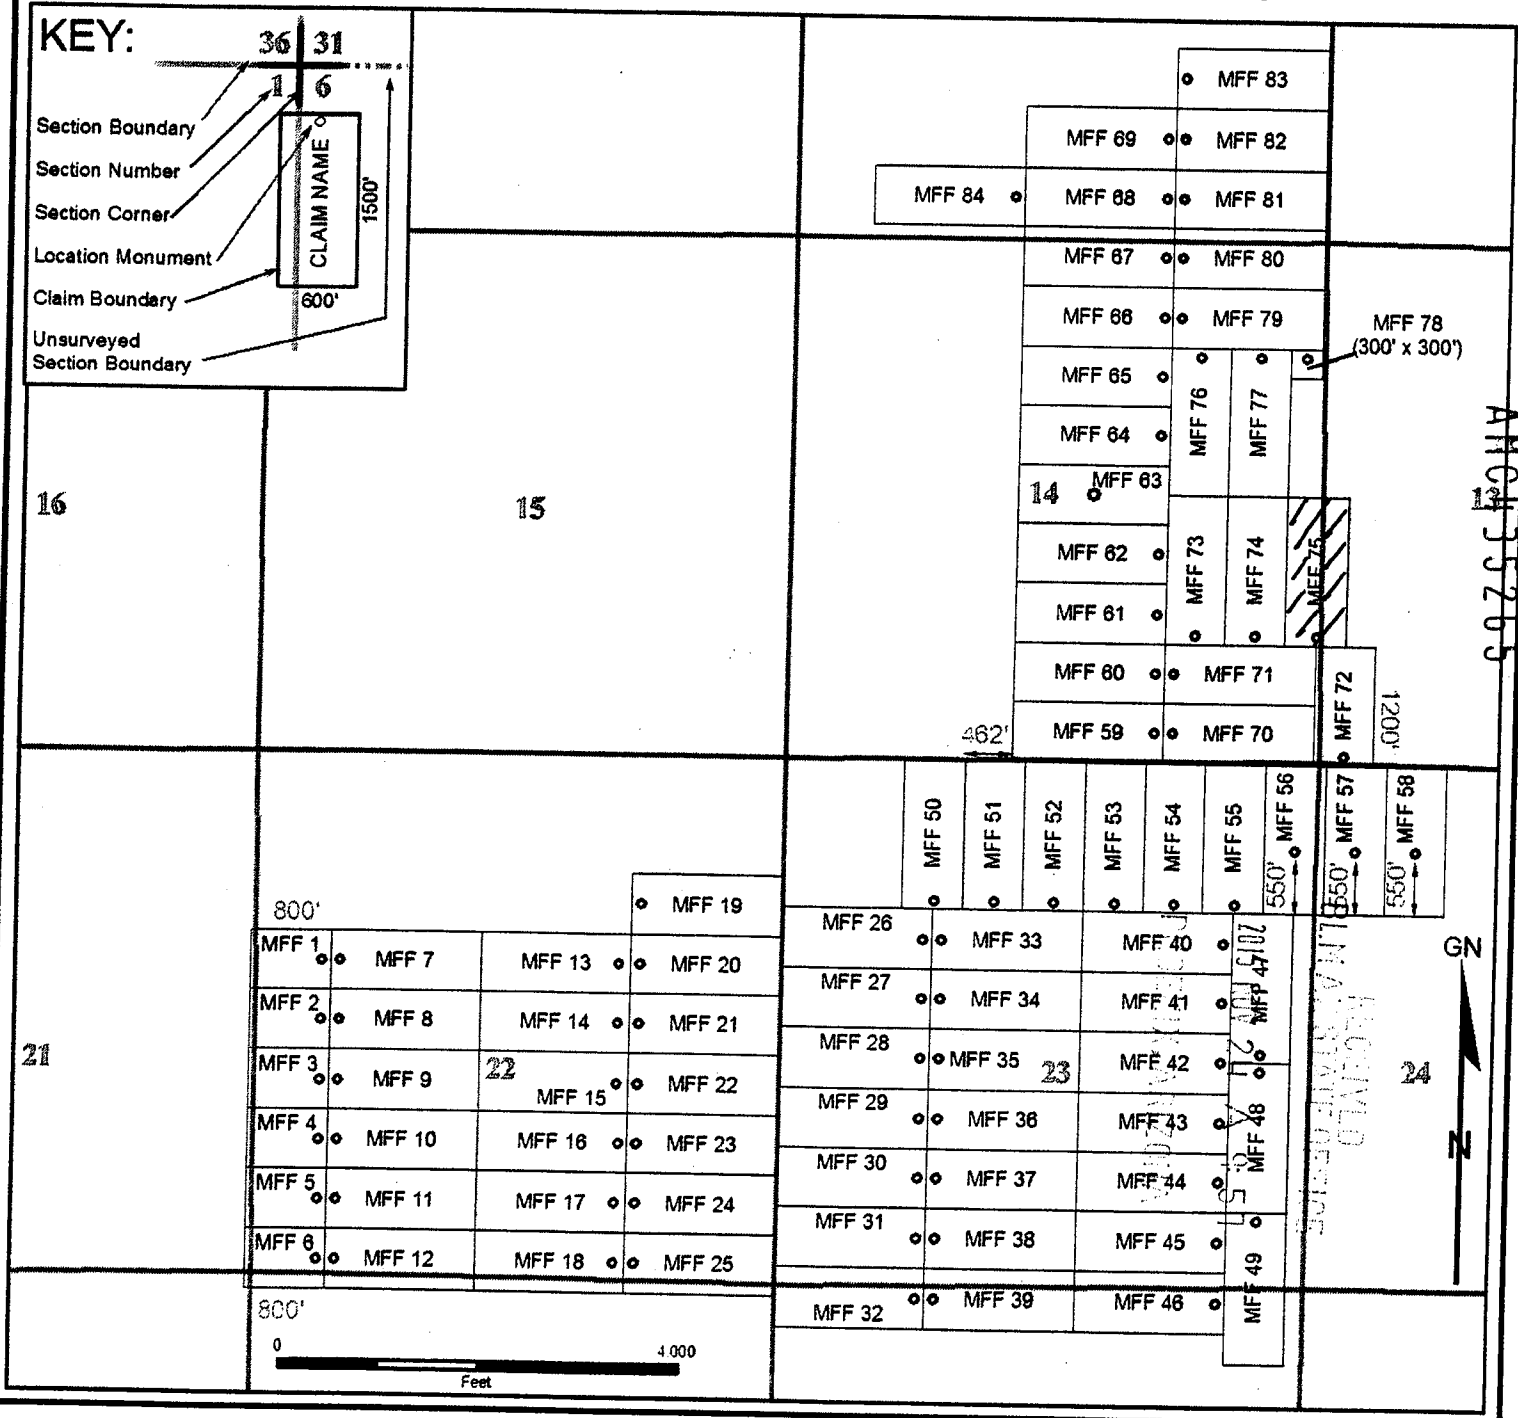 KEY:
36 31
1 6
Section Boundary
Section Number
Section Corner
Location Monument
Claim Boundary
Unsurveyed
Section Boundary
CLAIM NAME
1500'
600'
MFF 83
MFF 69 MFF 82
MFF 84 MFF 68 MFF 81
MFF 67 MFF 80
MFF 66 MFF 79
MFF 78
(300' x 300')
MFF 65
MFF 76
MFF 77
MFF 64
MFF 63
16
15
14
13
AMC435265
MFF 62
MFF 73
MFF 74
MFF 75
MFF 61
MFF 60 MFF 71
MFF 72
1200'
462'
MFF 59 MFF 70
MFF 50
MFF 51
MFF 52
MFF 53
MFF 54
MFF 55
MFF 56
MFF 57
MFF 58
550'
550'
550'
MFF 19
800'
MFF 26 MFF 33 MFF 40
MFF 1 MFF 7 MFF 13 MFF 20
MFF 47
GN
MFF 27 MFF 34 MFF 41
MFF 2 MFF 8 MFF 14 MFF 21
MFF 28 MFF 35 23 MFF 42
21
MFF 3 MFF 9 22 MFF 15 MFF 22
24
MFF 29 MFF 36 MFF 43
MFF 48
MFF 4 MFF 10 MFF 16 MFF 23
N
MFF 30 MFF 37 MFF 44
MFF 5 MFF 11 MFF 17 MFF 24
MFF 31 MFF 38 MFF 45
MFF 6 MFF 12 MFF 18 MFF 25
MFF 49
MFF 32 MFF 39 MFF 46
800'
0 4,000
Feet
RECEIVED
2015 NOV 24 A 9: 57